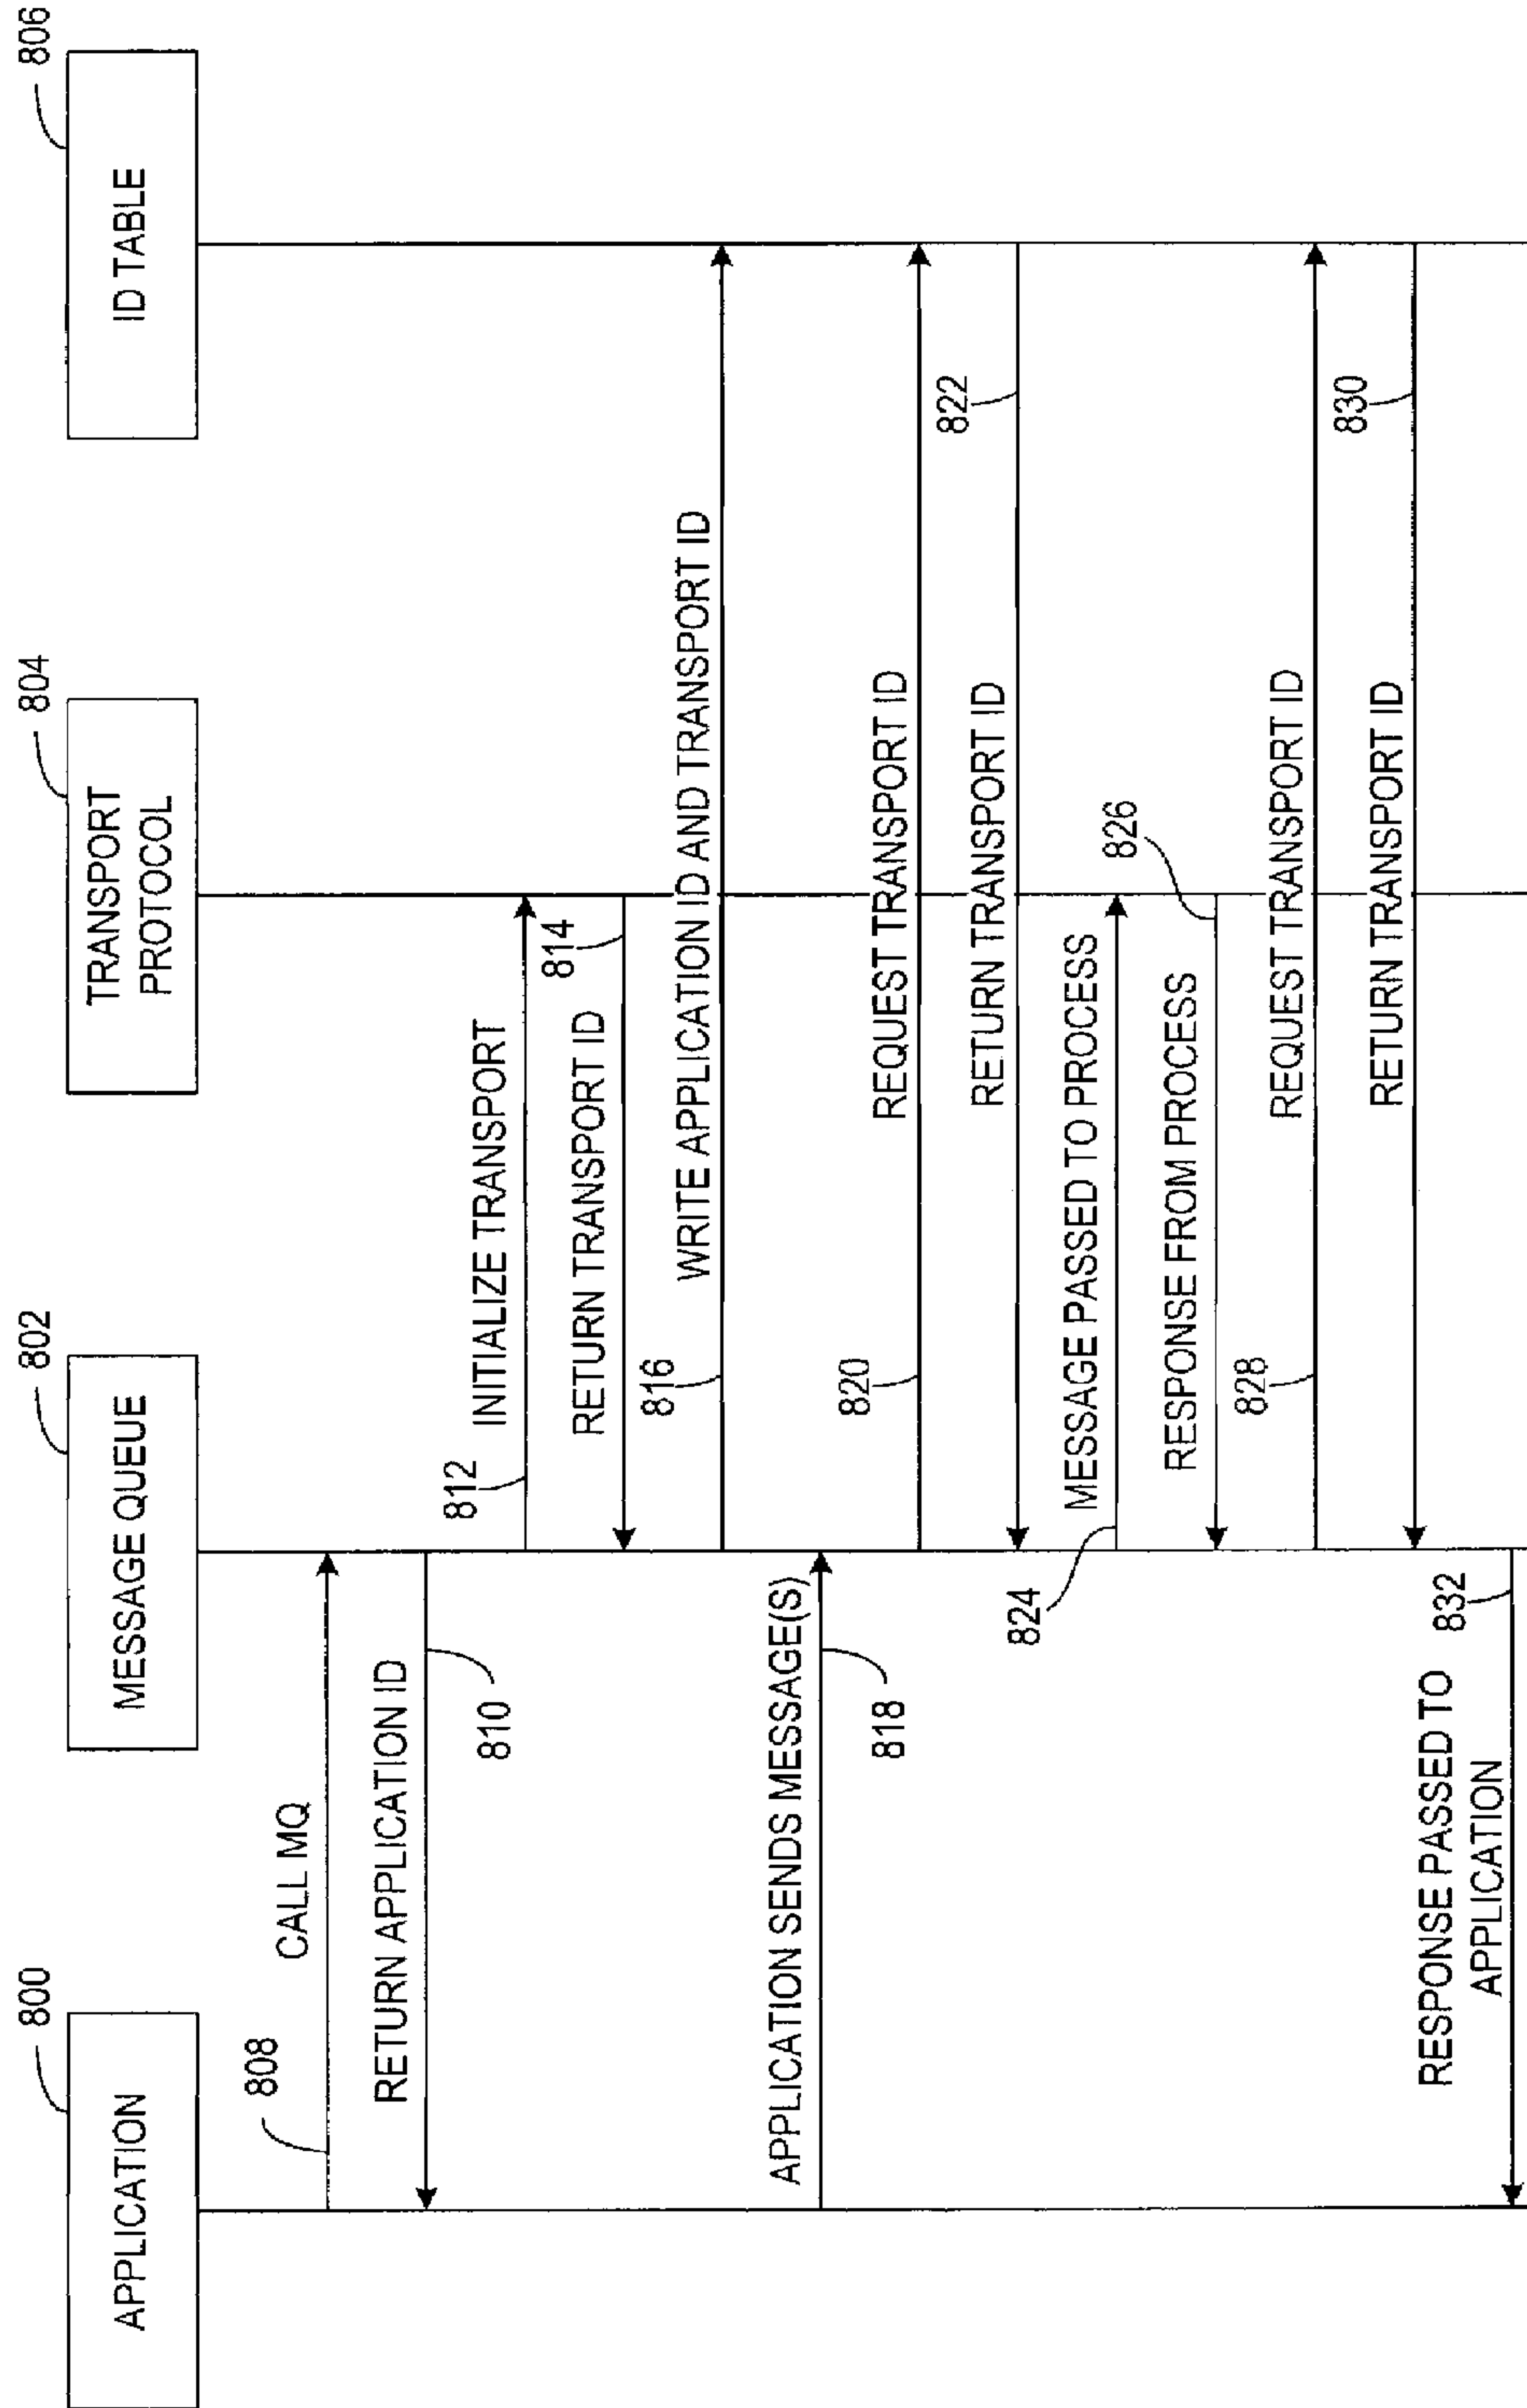 800
APPLICATION
802
MESSAGE QUEUE
804
TRANSPORT
PROTOCOL
806
ID TABLE
808
CALL MQ
RETURN APPLICATION ID
810
812
INITIALIZE TRANSPORT
814
RETURN TRANSPORT ID
816
WRITE APPLICATION ID AND TRANSPORT ID
APPLICATION SENDS MESSAGE(S)
818
820
REQUEST TRANSPORT ID
RETURN TRANSPORT ID
822
824
MESSAGE PASSED TO PROCESS
826
RESPONSE FROM PROCESS
828
REQUEST TRANSPORT ID
830
RETURN TRANSPORT ID
RESPONSE PASSED TO
APPLICATION
832